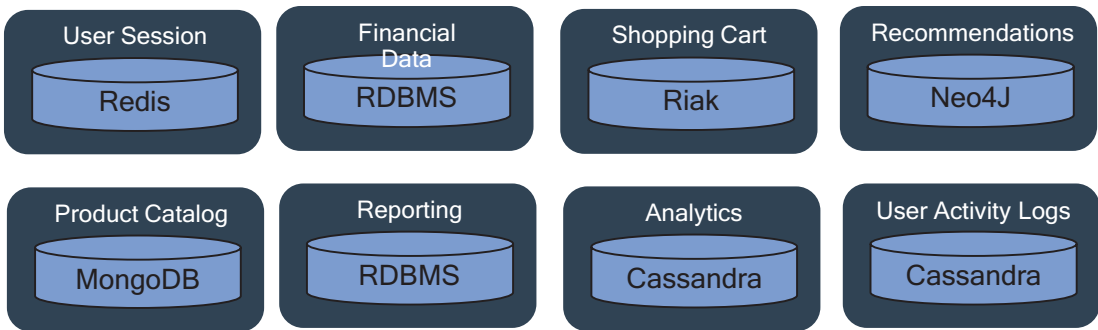 User Session
Redis
Financial
Data
RDBMS
Shopping Cart
Riak
Recommendations
Neo4J
Product Catalog
MongoDB
Reporting
RDBMS
Analytics
Cassandra
User Activity Logs
Cassandra